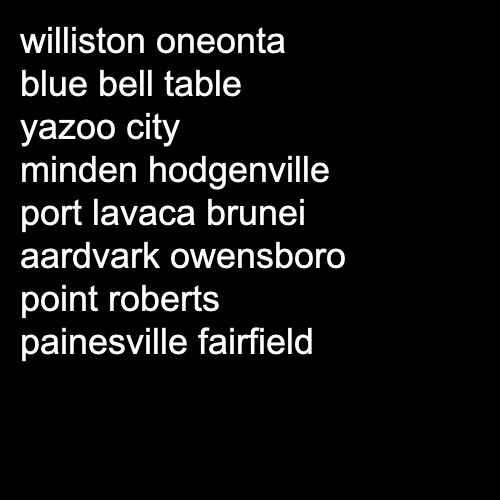 williston oneonta
blue bell table
yazoo city
minden hodgenville
port lavaca brunei
aardvark owensboro
point roberts
painesville fairfield